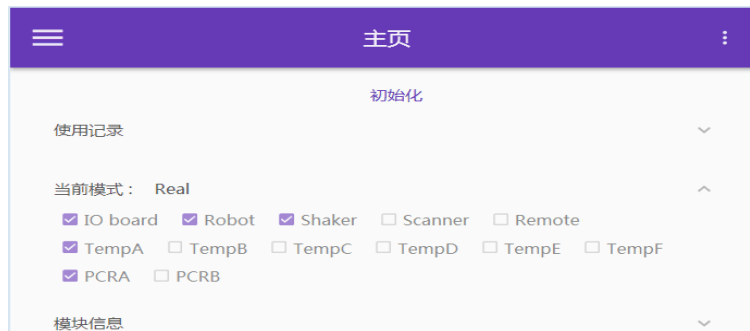 主页
初始化
使用记录
当前模式： Real
IO board Robot Shaker Scanner Remote
TempA TempB TempC TempD TempE TempF
PCRA PCRB
模块信息